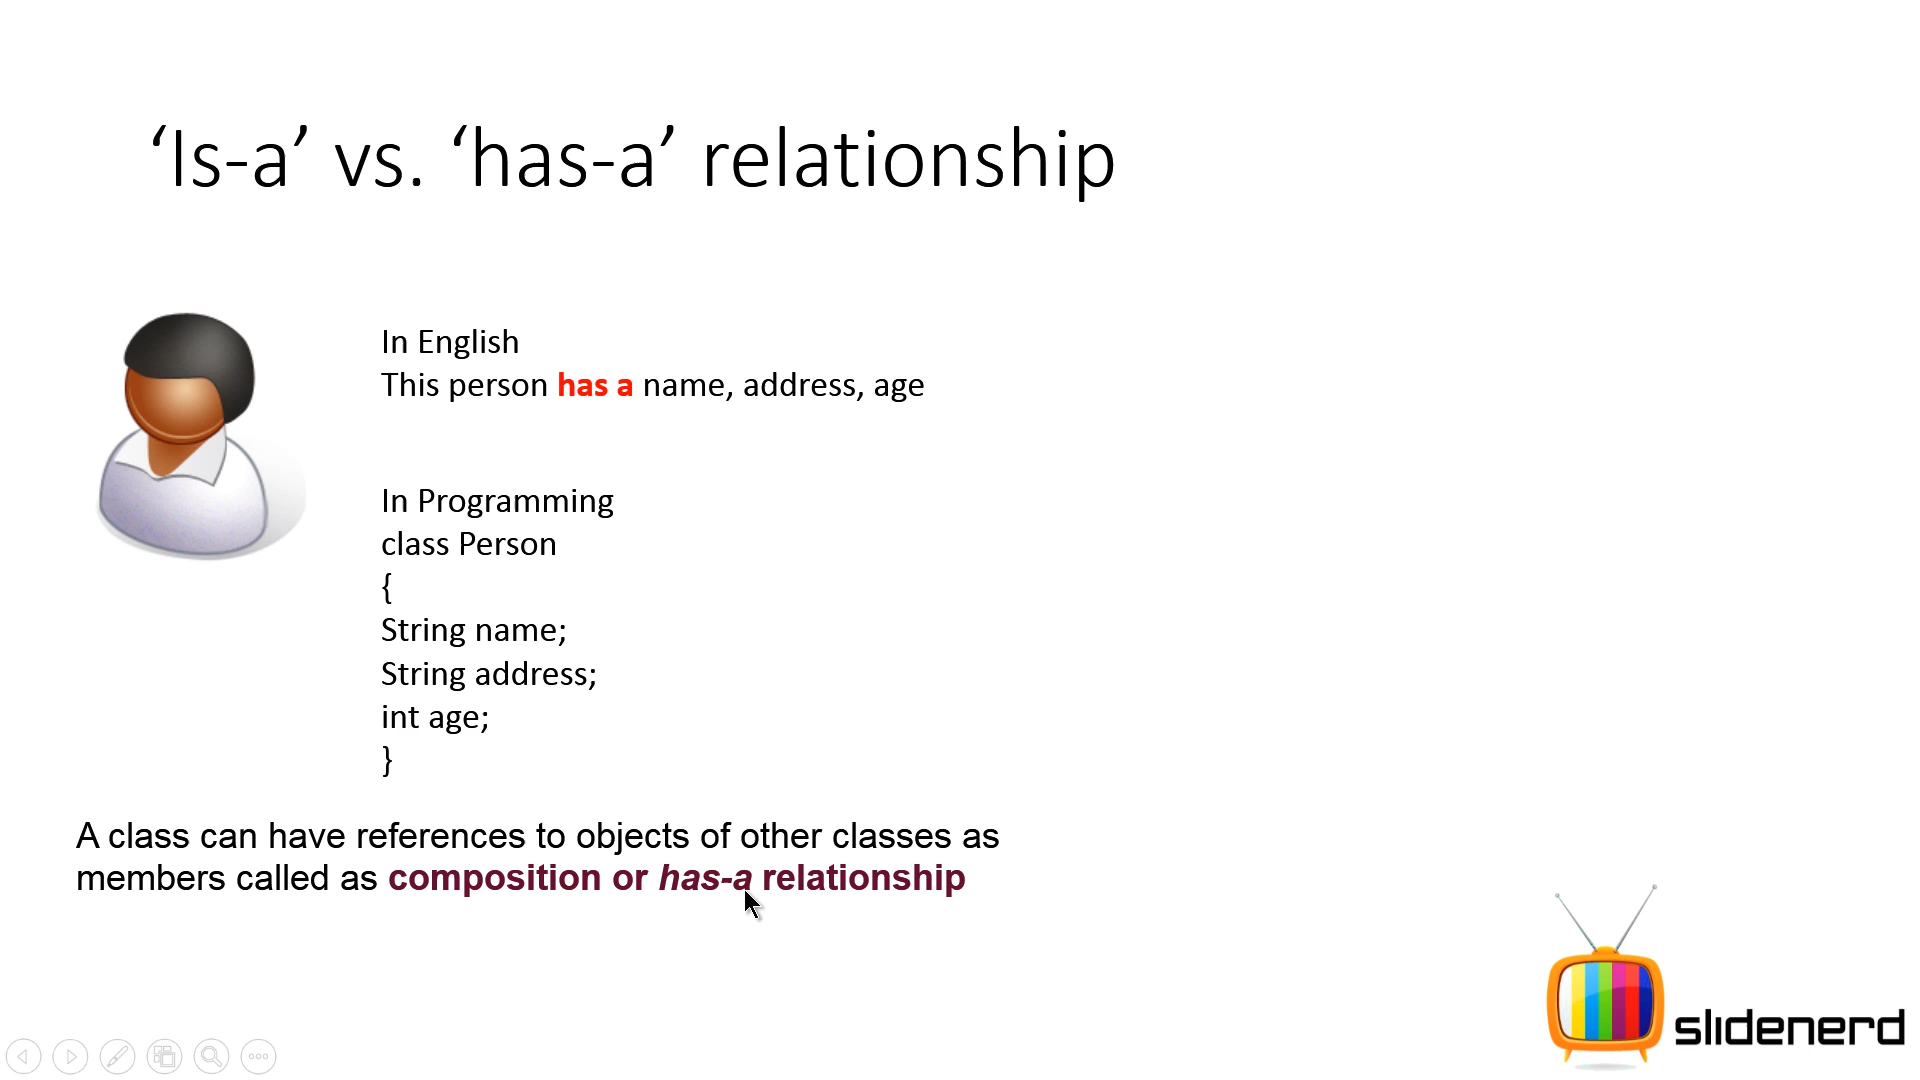 ‘Is-a’ vs. ‘has-a’ relationship
In English
This person has a name, address, age
In Programming
class Person
{
String name;
String address;
int age;
}
A class can have references to objects of other classes as
members called as composition or has-a relationship
slidenerd